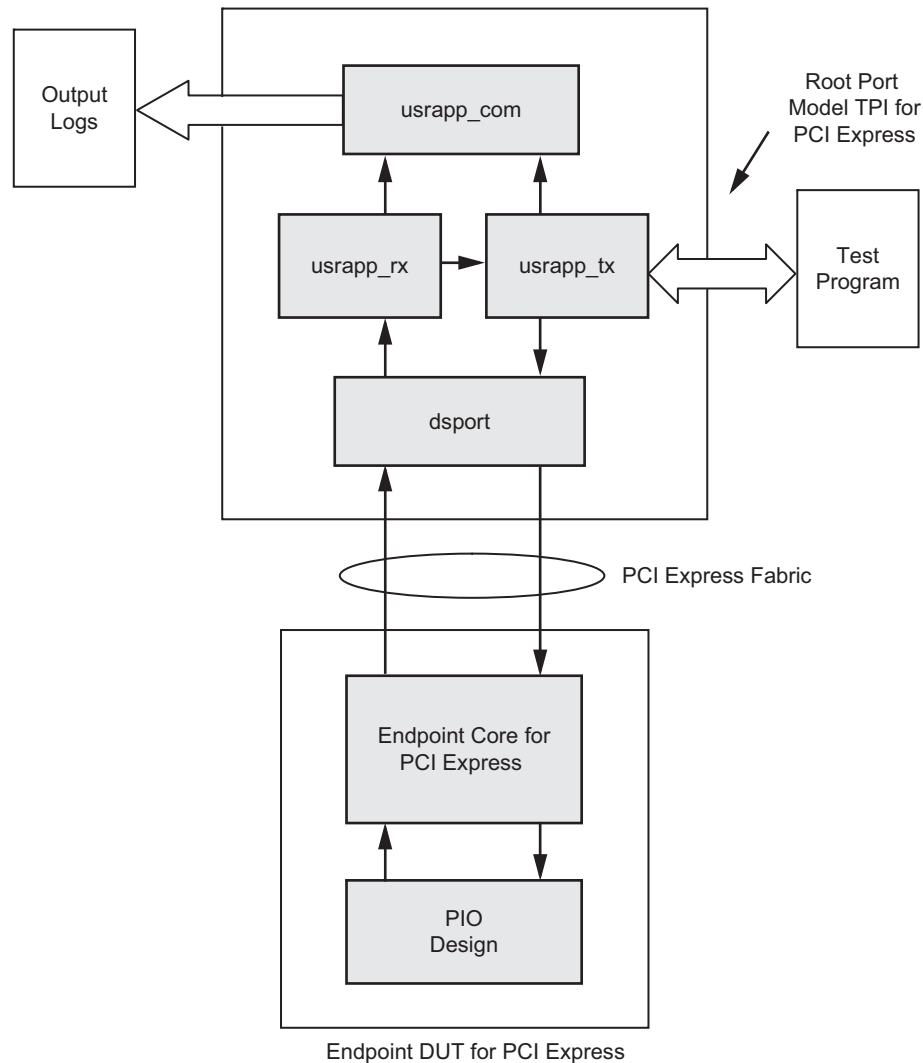 Output
Logs
usrapp_com
Root Port
Model TPI for
PCI Express
usrapp_rx
usrapp_tx
Test
Program
dsport
PCI Express Fabric
Endpoint Core for
PCI Express
PIO
Design
Endpoint DUT for PCI Express